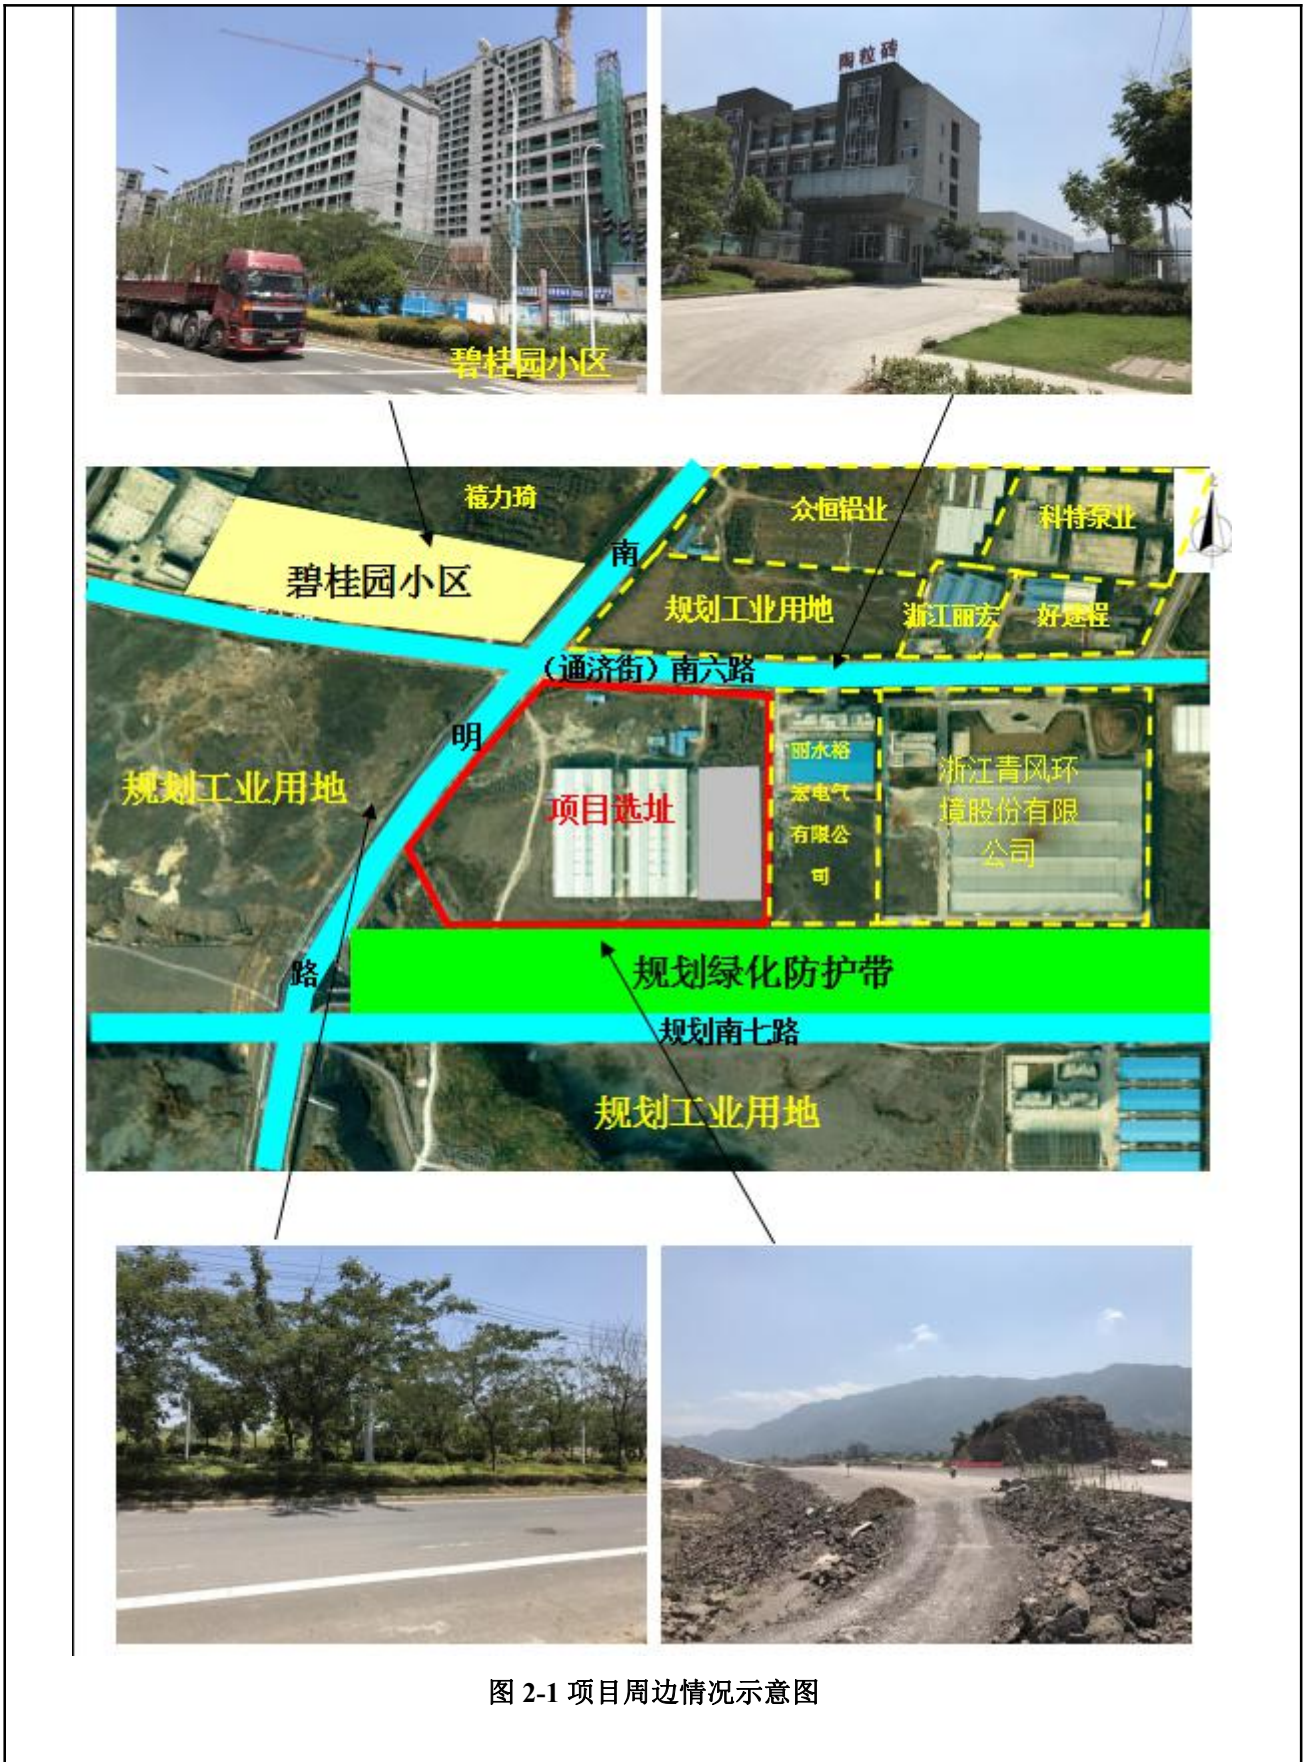 陶粒砖
碧桂园小区
禧力琦
众恒铝业
科特泵业
南
碧桂园小区
规划工业用地
浙江丽宏
好途程
（通济街）南六路
明
规划工业用地
项目选址
丽水裕
宏电气
有限公
司
浙江青风环
境股份有限
公司
路
规划绿化防护带
规划南七路
规划工业用地
图 2-1 项目周边情况示意图